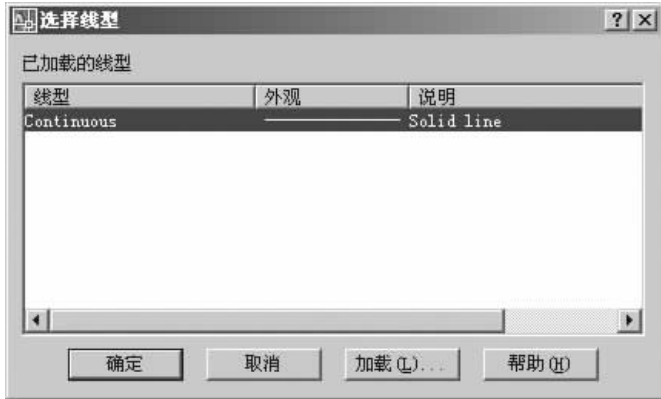 选择线型
已加载的线型
线型 外观 说明
Continuous Solid line
确定 取消 加载(L)... 帮助(H)